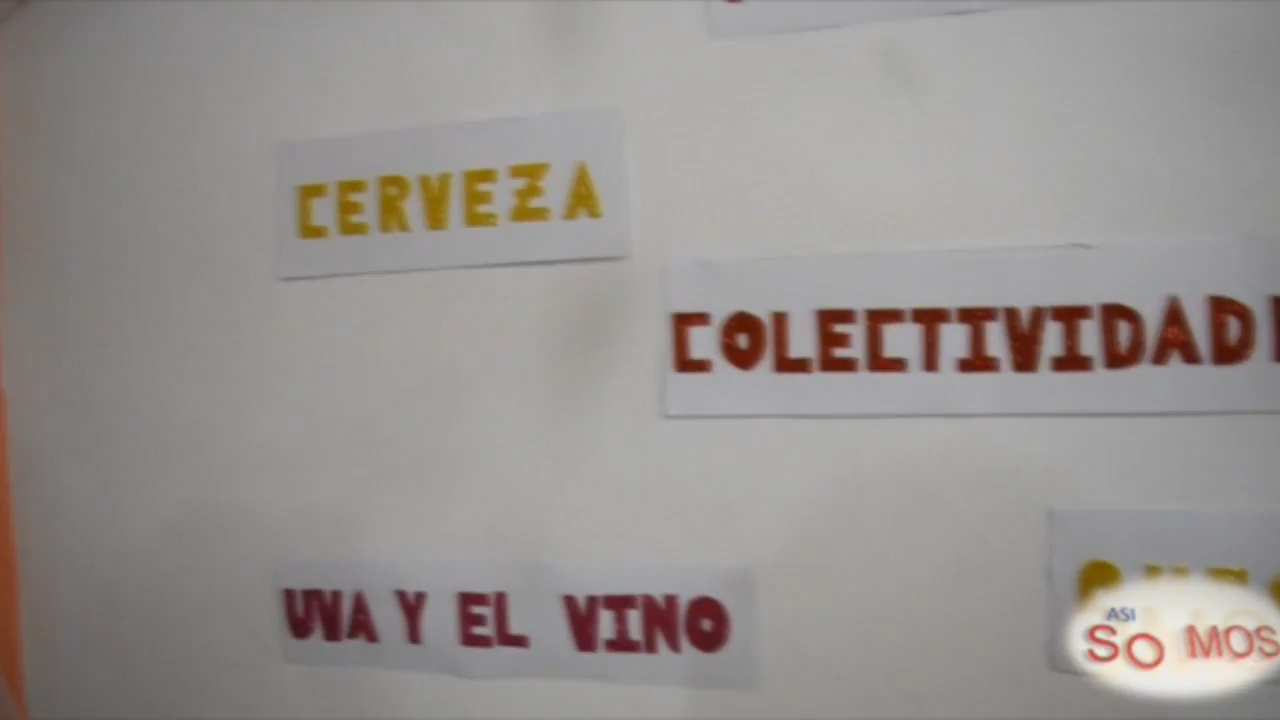 CERVEZA
COLECTIVIDAD
UVA Y EL VINO
ASI
SO MOS